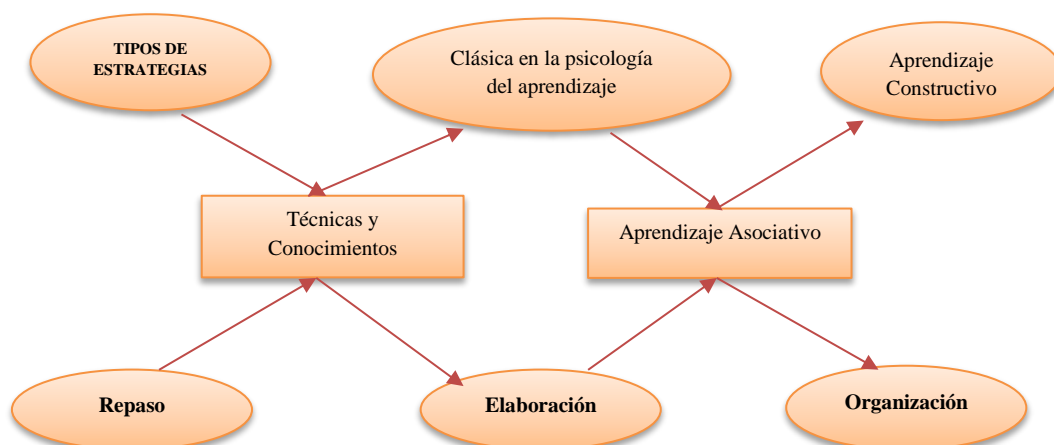 TIPOS DE
ESTRATEGIAS
Clásica en la psicología
del aprendizaje
Aprendizaje
Constructivo
Técnicas y
Conocimientos
Aprendizaje Asociativo
Repaso
Elaboración
Organización